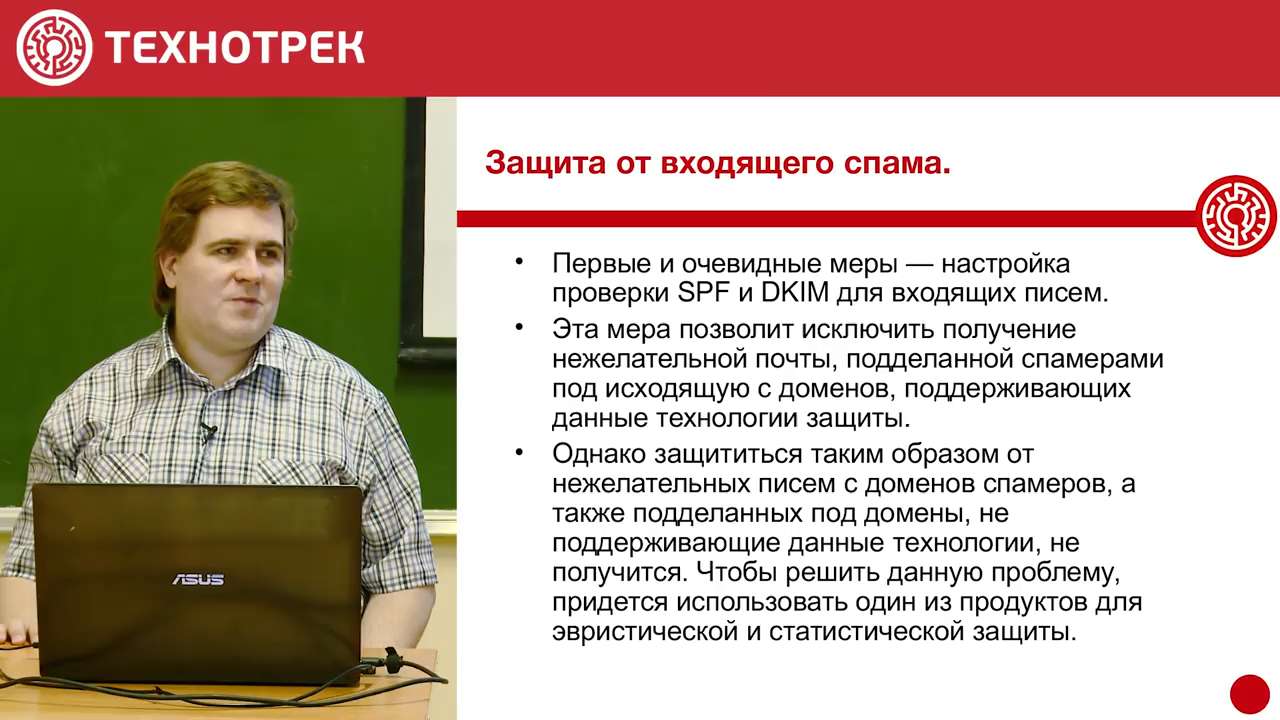 ТЕХНОТРЕК
Защита от входящего спама.
• Первые и очевидные меры — настройка
проверки SPF и DKIM для входящих писем.
• Эта мера позволит исключить получение
нежелательной почты, подделанной спамерами
под исходящую с доменов, поддерживающих
данные технологии защиты.
• Однако защититься таким образом от
нежелательных писем с доменов спамеров, а
также подделанных под домены, не
поддерживающие данные технологии, не
получится. Чтобы решить данную проблему,
придется использовать один из продуктов для
эвристической и статистической защиты.
ASUS